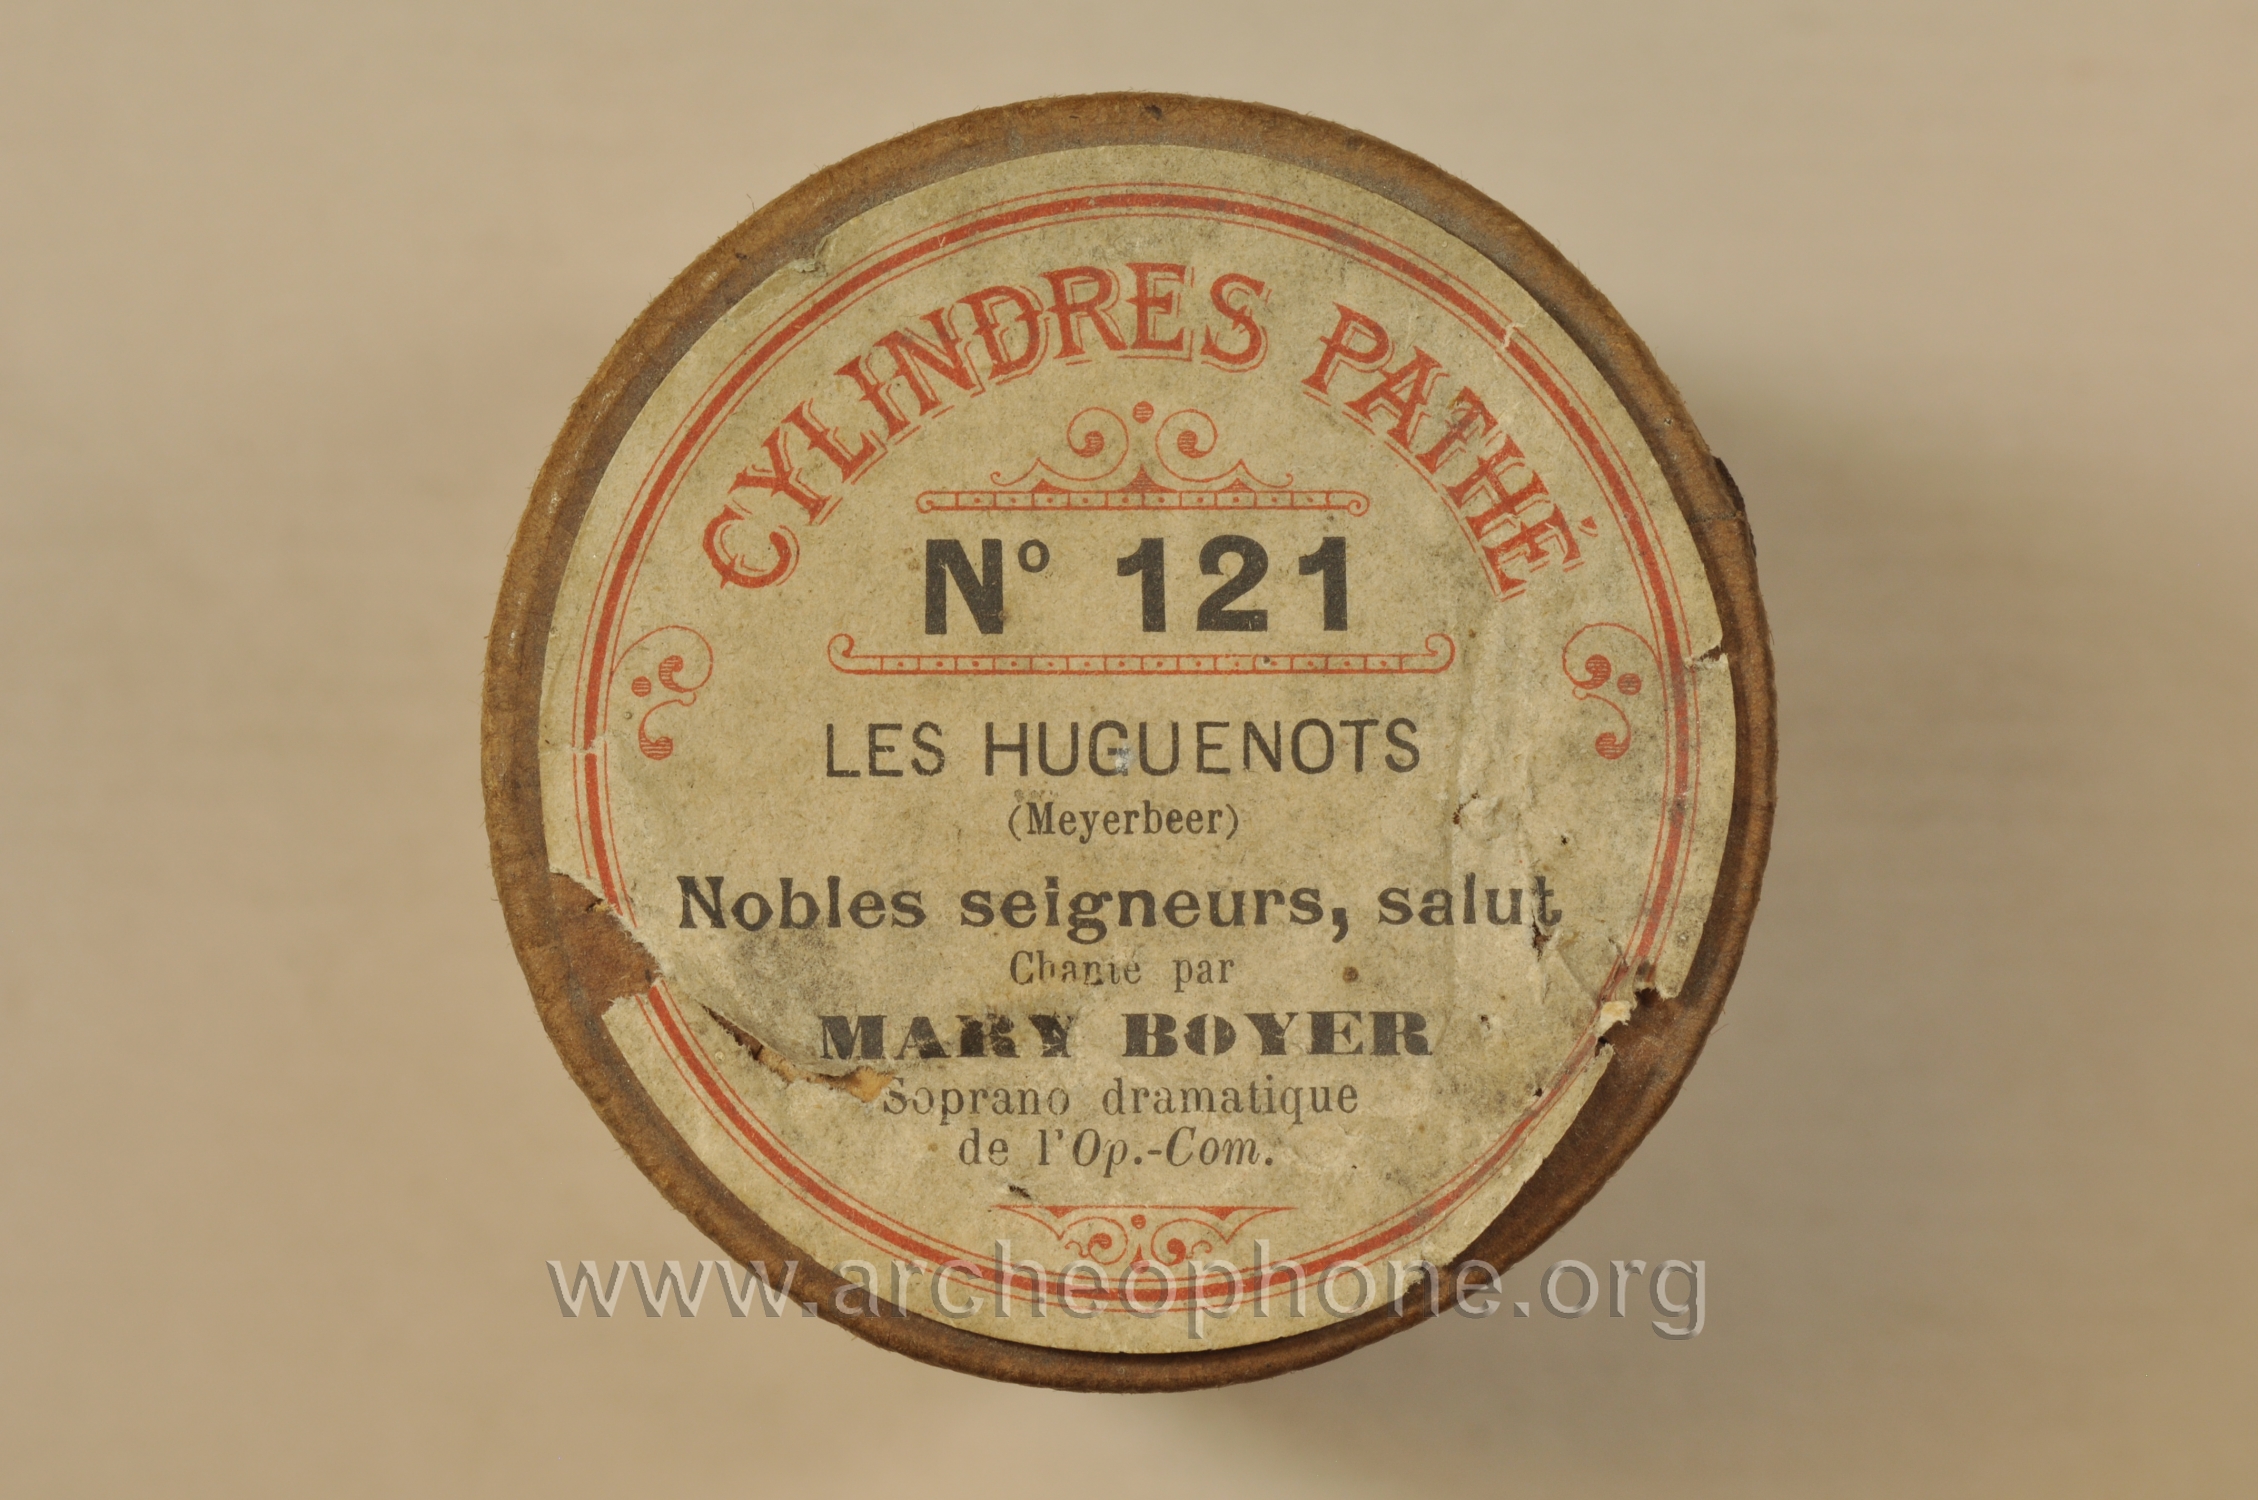 CYLINDRES PATHÉ
Nº 121
LES HUGUENOTS
(Meyerbeer)
Nobles seigneurs, salut
Chanté par
MARY BOYER
Soprano dramatique
de l'Op.-Com.
www.archeophone.org